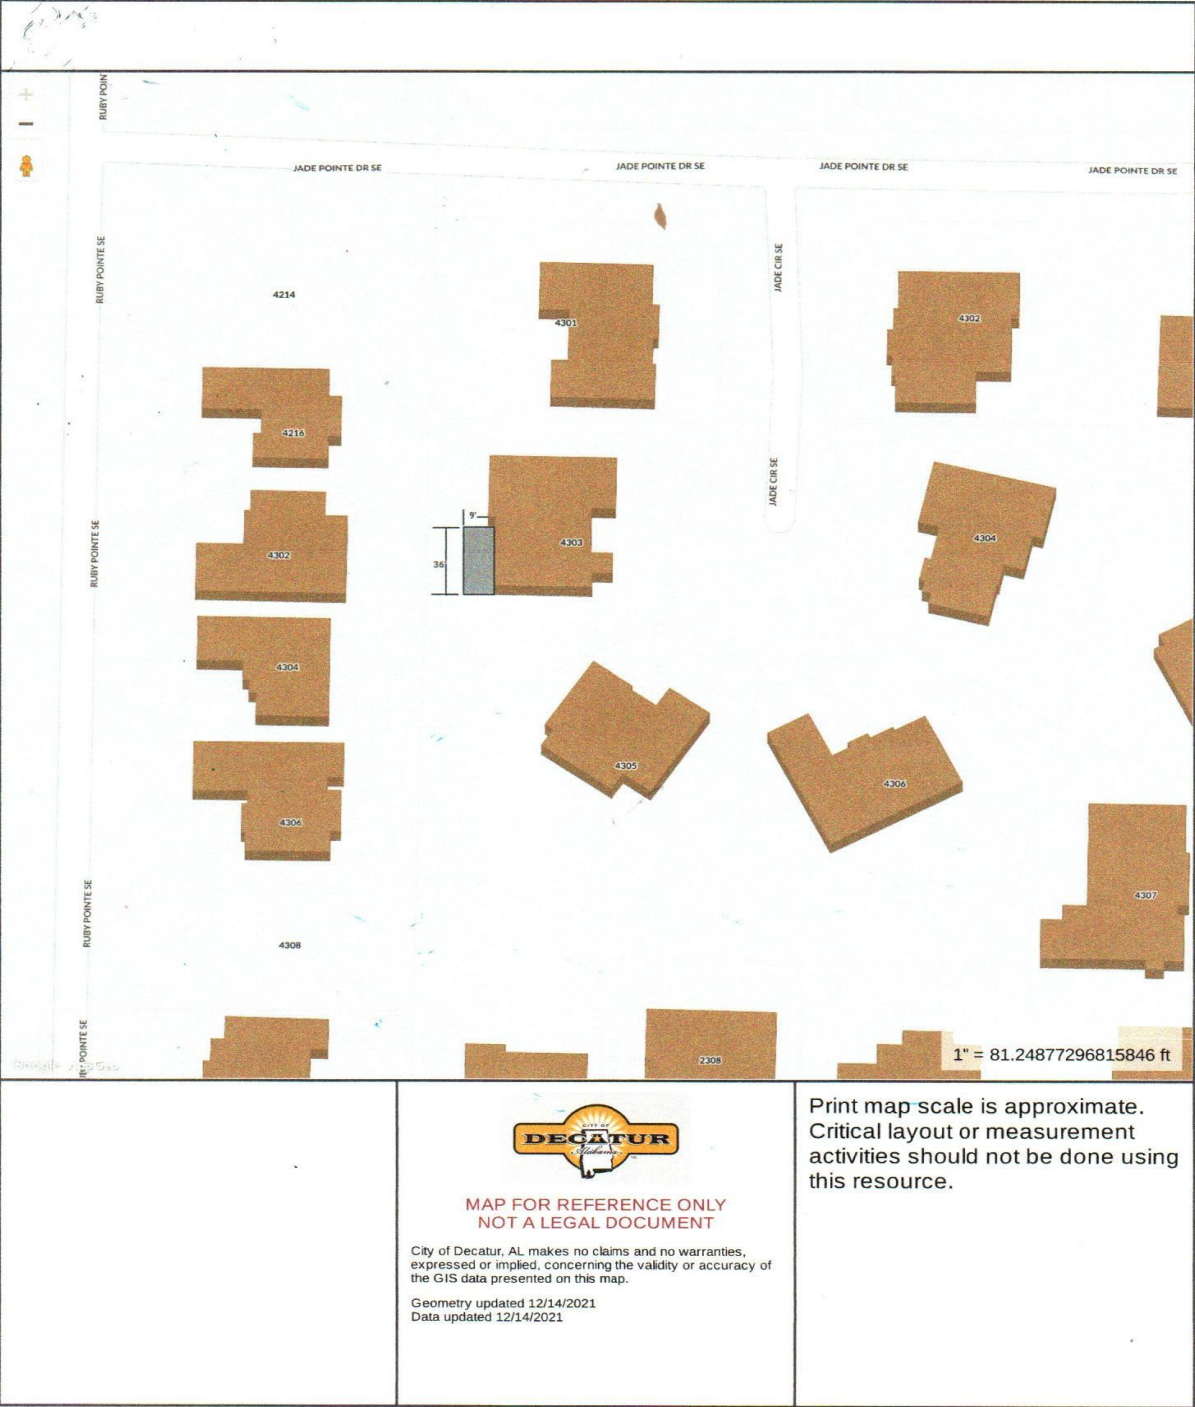 RUBY POIN
JADE POINTE DR SE
JADE POINTE DR SE
JADE POINTE DR SE
JADE POINTE DR SE
RUBY POINTE SE
JADE CIR SE
4214
4301
4302
4216
JADE CIR SE
9'
RUBY POINTE SE
4302
36
4303
4304
4304
4305
4306
4306
RUBY POINTE SE
4307
4308
POINTE SE
2308
1" = 81.24877296815846 ft
CITY OF
DECATUR
Alabama
MAP FOR REFERENCE ONLY
NOT A LEGAL DOCUMENT
City of Decatur, AL makes no claims and no warranties,
expressed or implied, concerning the validity or accuracy of
the GIS data presented on this map.
Geometry updated 12/14/2021
Data updated 12/14/2021
Print map scale is approximate.
Critical layout or measurement
activities should not be done using
this resource.